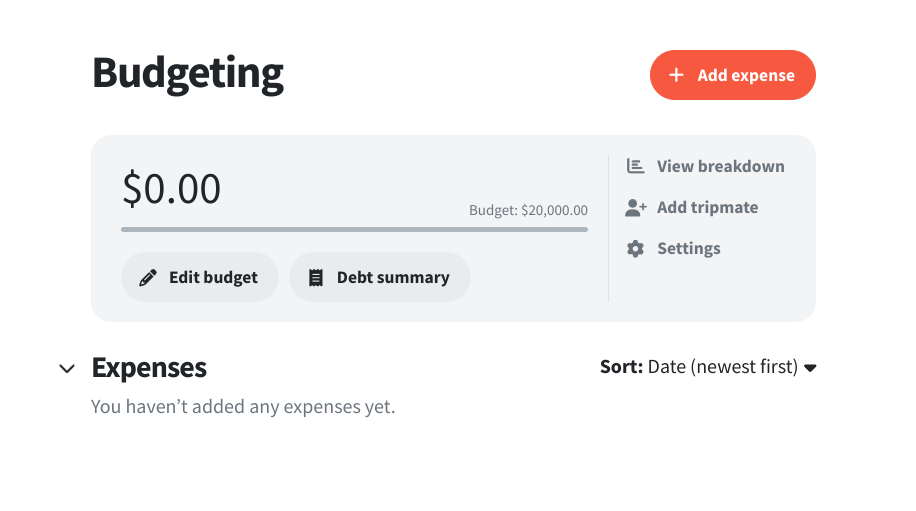 Budgeting
Add expense
$0.00
Budget: $20,000.00
Edit budget
Debt summary
View breakdown
Add tripmate
Settings
Expenses
Sort: Date (newest first)
You haven’t added any expenses yet.